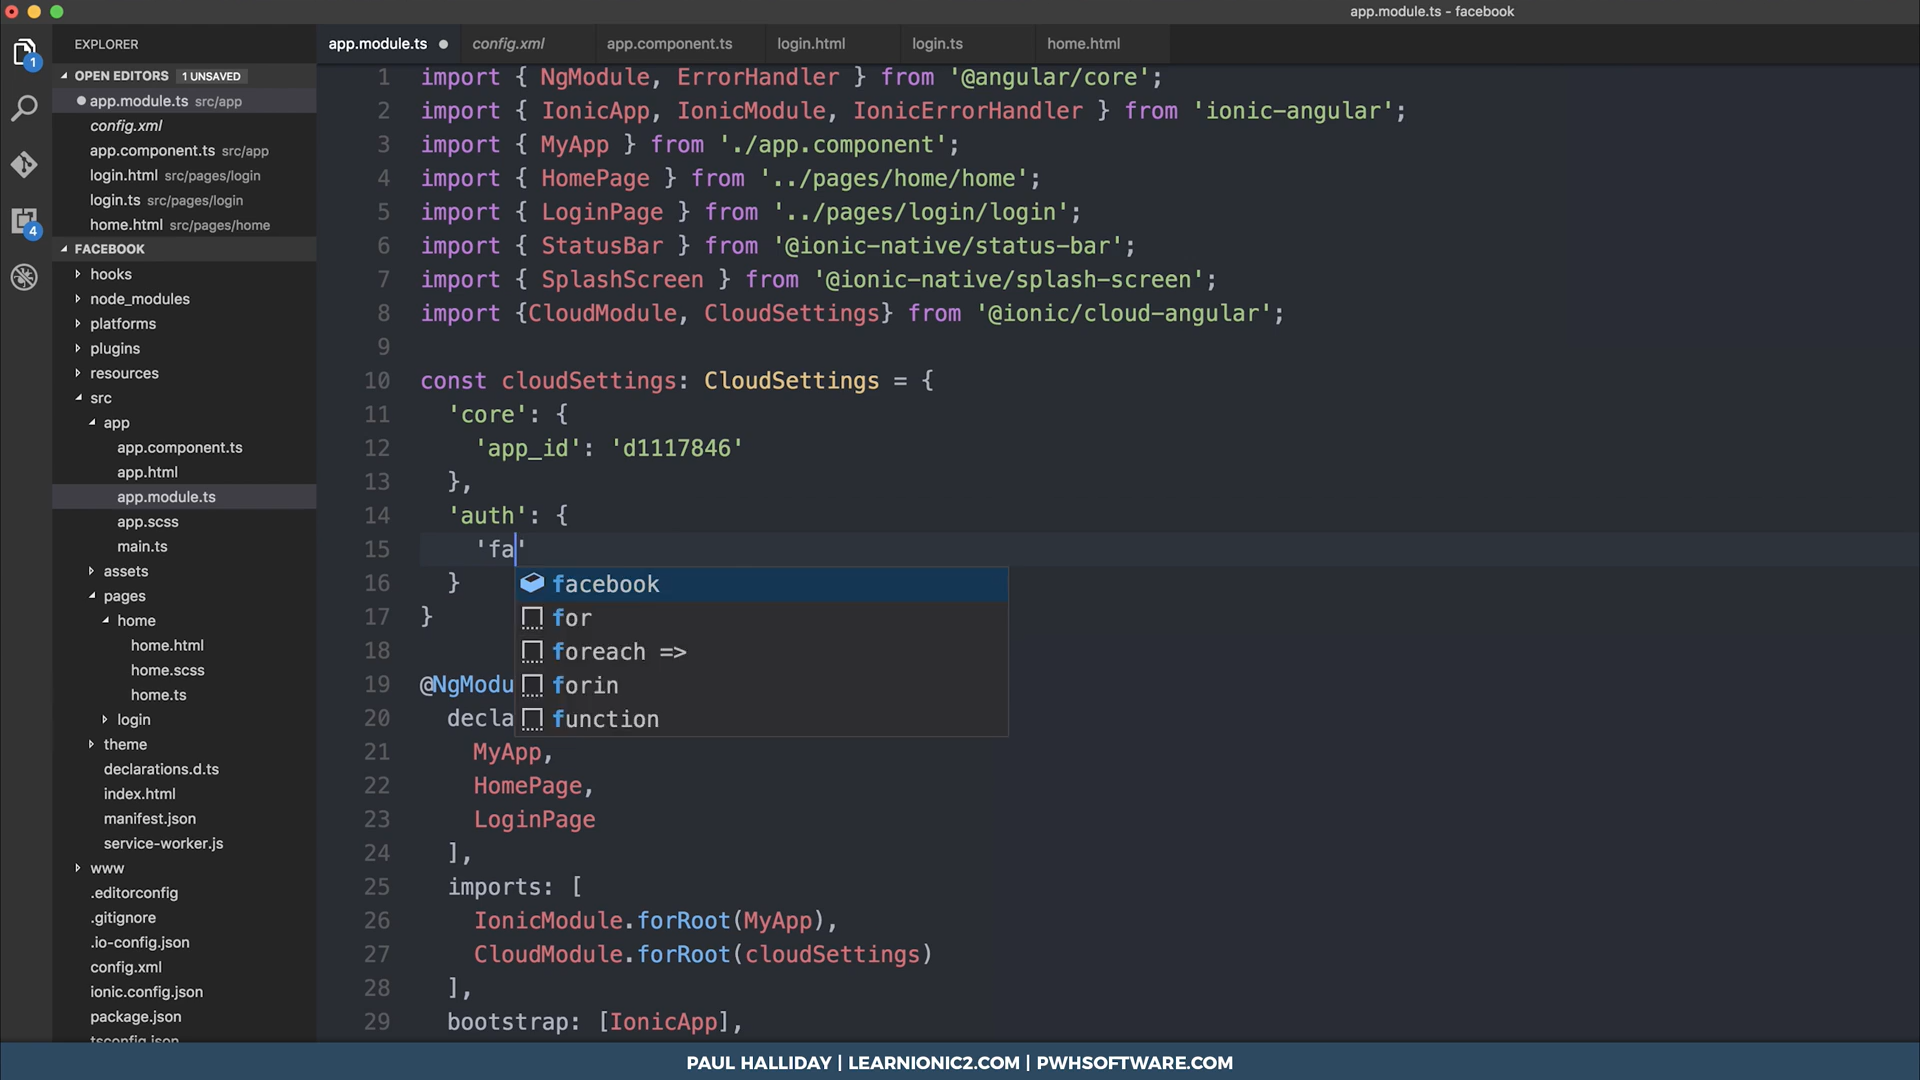 app.module.ts - facebook
EXPLORER
app.module.ts
config.xml
app.component.ts
login.html
login.ts
home.html
1
4
OPEN EDITORS 1 UNSAVED
app.module.ts src/app
config.xml
app.component.ts src/app
login.html src/pages/login
login.ts src/pages/login
home.html src/pages/home
FACEBOOK
hooks
node_modules
platforms
plugins
resources
src
app
app.component.ts
app.html
app.module.ts
app.scss
main.ts
assets
pages
home
home.html
home.scss
home.ts
login
theme
declarations.d.ts
index.html
manifest.json
service-worker.js
www
.editorconfig
.gitignore
.io-config.json
config.xml
ionic.config.json
package.json
tsconfig.json
1 import { NgModule, ErrorHandler } from '@angular/core';
2 import { IonicApp, IonicModule, IonicErrorHandler } from 'ionic-angular';
3 import { MyApp } from './app.component';
4 import { HomePage } from '../pages/home/home';
5 import { LoginPage } from '../pages/login/login';
6 import { StatusBar } from '@ionic-native/status-bar';
7 import { SplashScreen } from '@ionic-native/splash-screen';
8 import {CloudModule, CloudSettings} from '@ionic/cloud-angular';
9
10 const cloudSettings: CloudSettings = {
11 'core': {
12 'app_id': 'd1117846'
13 },
14 'auth': {
15 'fa'
16 }
17 }
18
19 @NgModu
20 decla
21 MyApp,
22 HomePage,
23 LoginPage
24 ],
25 imports: [
26 IonicModule.forRoot(MyApp),
27 CloudModule.forRoot(cloudSettings)
28 ],
29 bootstrap: [IonicApp],
facebook
for
foreach =>
forin
function
PAUL HALLIDAY | LEARNIONIC2.COM | PWHSOFTWARE.COM